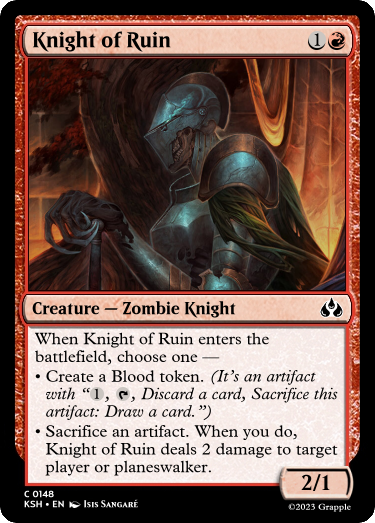 Knight of Ruin 1
Creature — Zombie Knight
When Knight of Ruin enters the
battlefield, choose one —
• Create a Blood token. (It's an artifact
with “1, , Discard a card, Sacrifice this
artifact: Draw a card.”)
• Sacrifice an artifact. When you do,
Knight of Ruin deals 2 damage to target
player or planeswalker.
2/1
C 0148
KSH • EN Isis Sangaré
©2023 Grapple